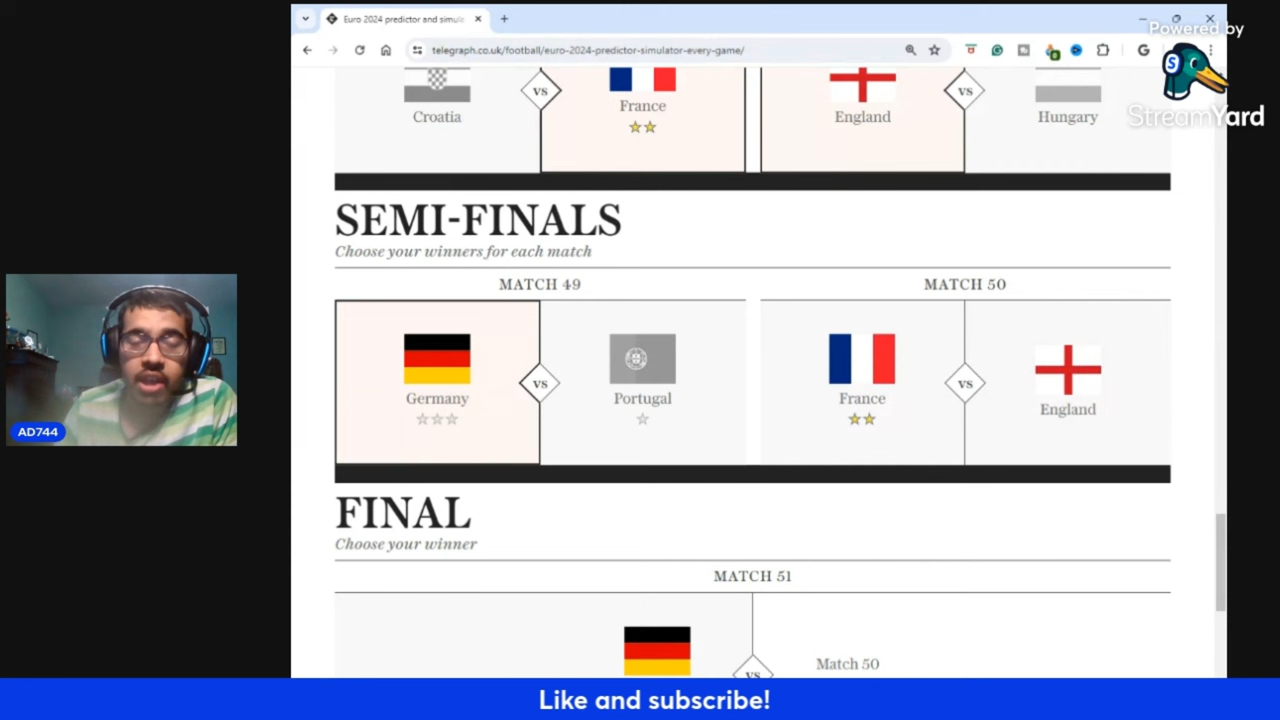 Euro 2024 predictor and simula
telegraph.co.uk/football/euro-2024-predictor-simulator-every-game/
Powered by
S
StreamYard
Croatia
VS
France
England
VS
Hungary
SEMI-FINALS
Choose your winners for each match
MATCH 49
MATCH 50
Germany
VS
Portugal
France
VS
England
AD744
FINAL
Choose your winner
MATCH 51
VS
Match 50
Like and subscribe!